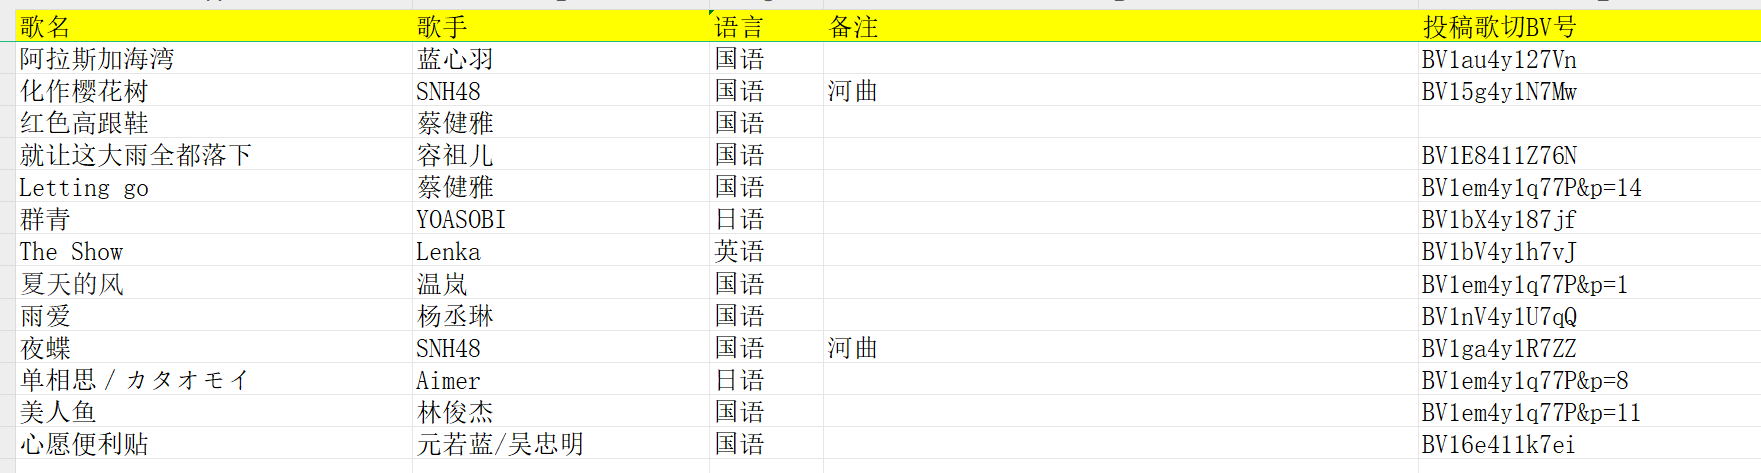 歌名 歌手 语言 备注 投稿歌切BV号
阿拉斯加海湾 蓝心羽 国语 BV1au4y127Vn
化作樱花树 SNH48 国语 河曲 BV15g4y1N7Mw
红色高跟鞋 蔡健雅 国语
就让这大雨全都落下 容祖儿 国语 BV1E8411Z76N
Letting go 蔡健雅 国语 BV1em4y1q77P&p=14
群青 YOASOBI 日语 BV1bX4y187jf
The Show Lenka 英语 BV1bV4y1h7vJ
夏天的风 温岚 国语 BV1em4y1q77P&p=1
雨爱 杨丞琳 国语 BV1nV4y1U7qQ
夜蝶 SNH48 国语 河曲 BV1ga4y1R7ZZ
单相思/カタオモイ Aimer 日语 BV1em4y1q77P&p=8
美人鱼 林俊杰 国语 BV1em4y1q77P&p=11
心愿便利贴 元若蓝/吴忠明 国语 BV16e411k7ei